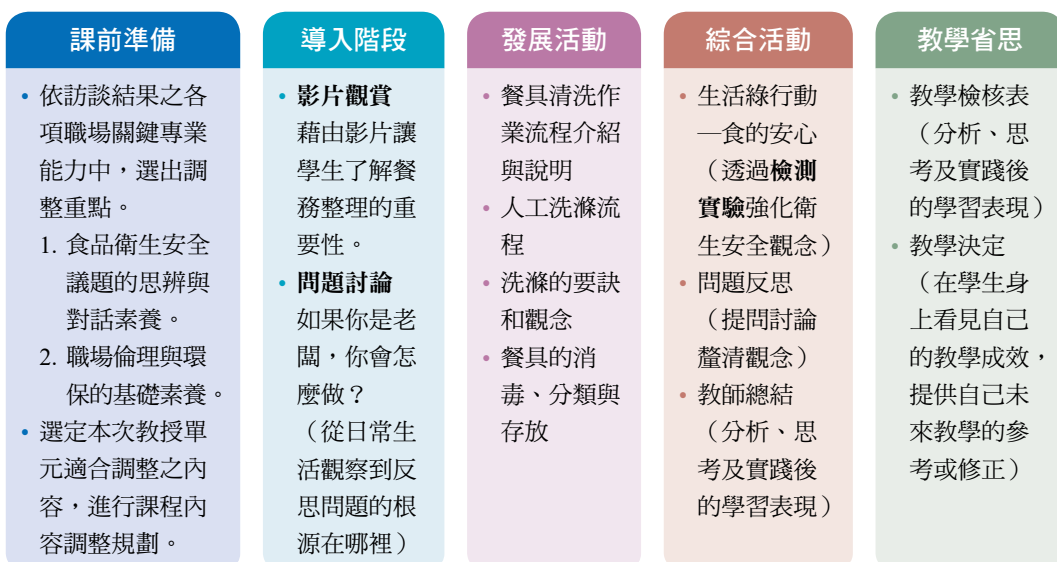 課前準備
• 依訪談結果之各
項職場關鍵專業
能力中，選出調
整重點。
1. 食品衛生安全
議題的思辨與
對話素養。
2. 職場倫理與環
保的基礎素養。
• 選定本次教授單
元適合調整之內
容，進行課程內
容調整規劃。
導入階段
• 影片觀賞
藉由影片讓
學生了解餐
務整理的重
要性。
• 問題討論
如果你是老
闆，你會怎
麼做？
（從日常生
活觀察到反
思問題的根
源在哪裡）
發展活動
• 餐具清洗作
業流程介紹
與說明
• 人工洗滌流
程
• 洗滌的要訣
和觀念
• 餐具的消
毒、分類與
存放
綜合活動
• 生活綠行動
—食的安心
（透過檢測
實驗強化衛
生安全觀念）
• 問題反思
（提問討論
釐清觀念）
• 教師總結
（分析、思
考及實踐後
的學習表現）
教學省思
• 教學檢核表
（分析、思
考及實踐後
的學習表現）
• 教學決定
（在學生身
上看見自己
的教學成效，
提供自己未
來教學的參
考或修正）